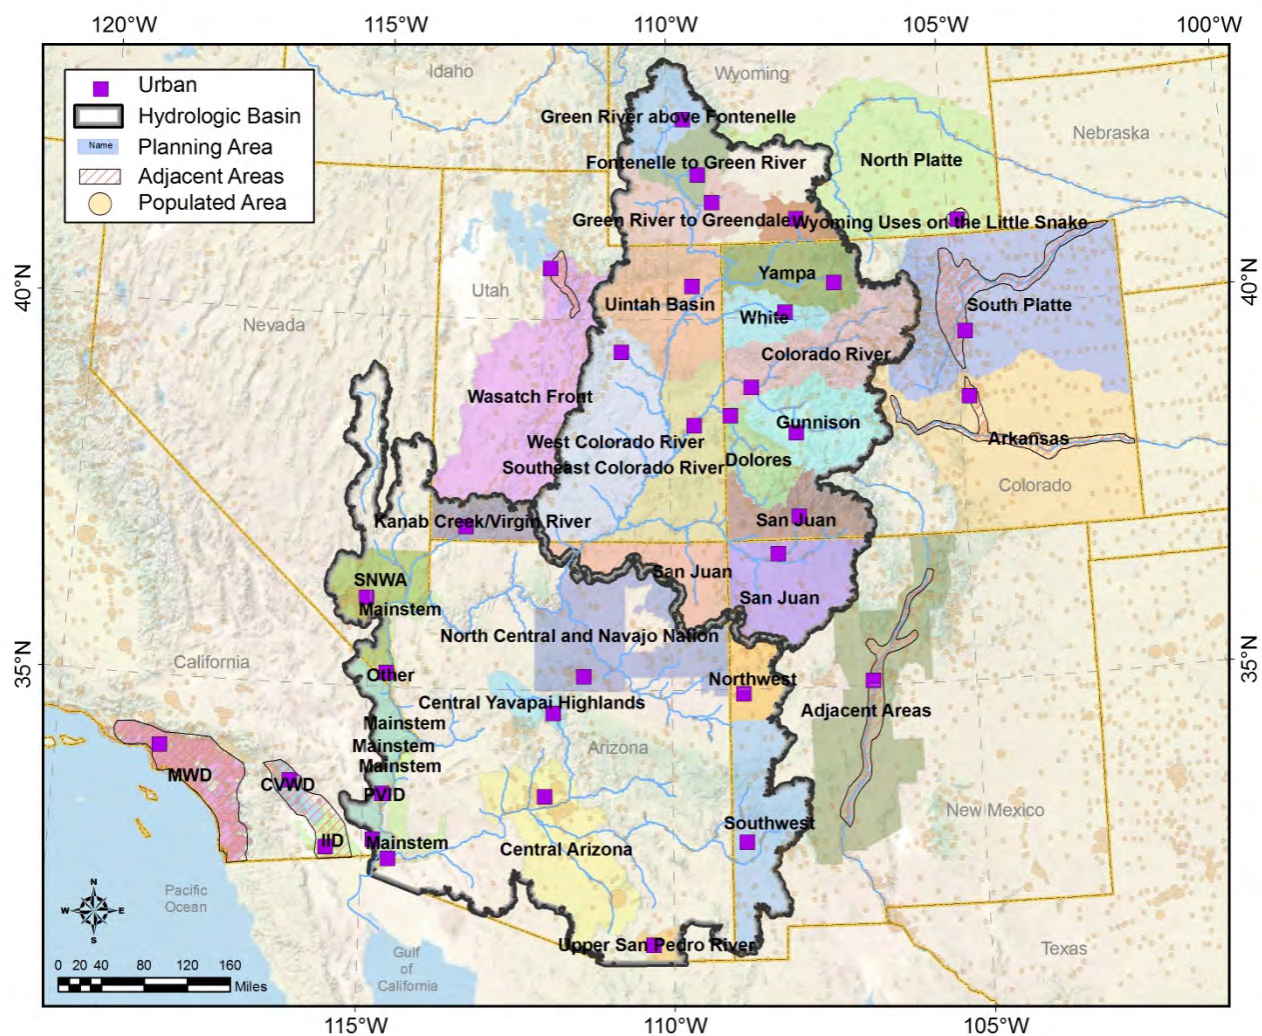 120°W
115°W
110°W
105°W
100°W
Urban
Hydrologic Basin
Name
Planning Area
Adjacent Areas
Populated Area
Idaho
Wyoming
Nebraska
Green River above Fontenelle
Fontenelle to Green River
North Platte
Green River to Greendale
Wyoming Uses on the Little Snake
40°N
40°N
Utah
Nevada
Yampa
Uintah Basin
White
South Platte
Colorado River
Wasatch Front
Gunnison
West Colorado River
Arkansas
Southeast Colorado River
Dolores
Colorado
Kanab Creek/Virgin River
San Juan
SNWA
San Juan
Mainstem
San Juan
North Central and Navajo Nation
35°N
35°N
California
Other
Northwest
Central Yavapai Highlands
Adjacent Areas
Mainstem
Mainstem
Arizona
Mainstem
MWD
CVWD
PVID
New Mexico
Southwest
IID
Mainstem
Central Arizona
Pacific
Ocean
N
W
E
S
Upper San Pedro River
Texas
Gulf
of
California
0 20 40 80 120 160
Miles
115°W
110°W
105°W